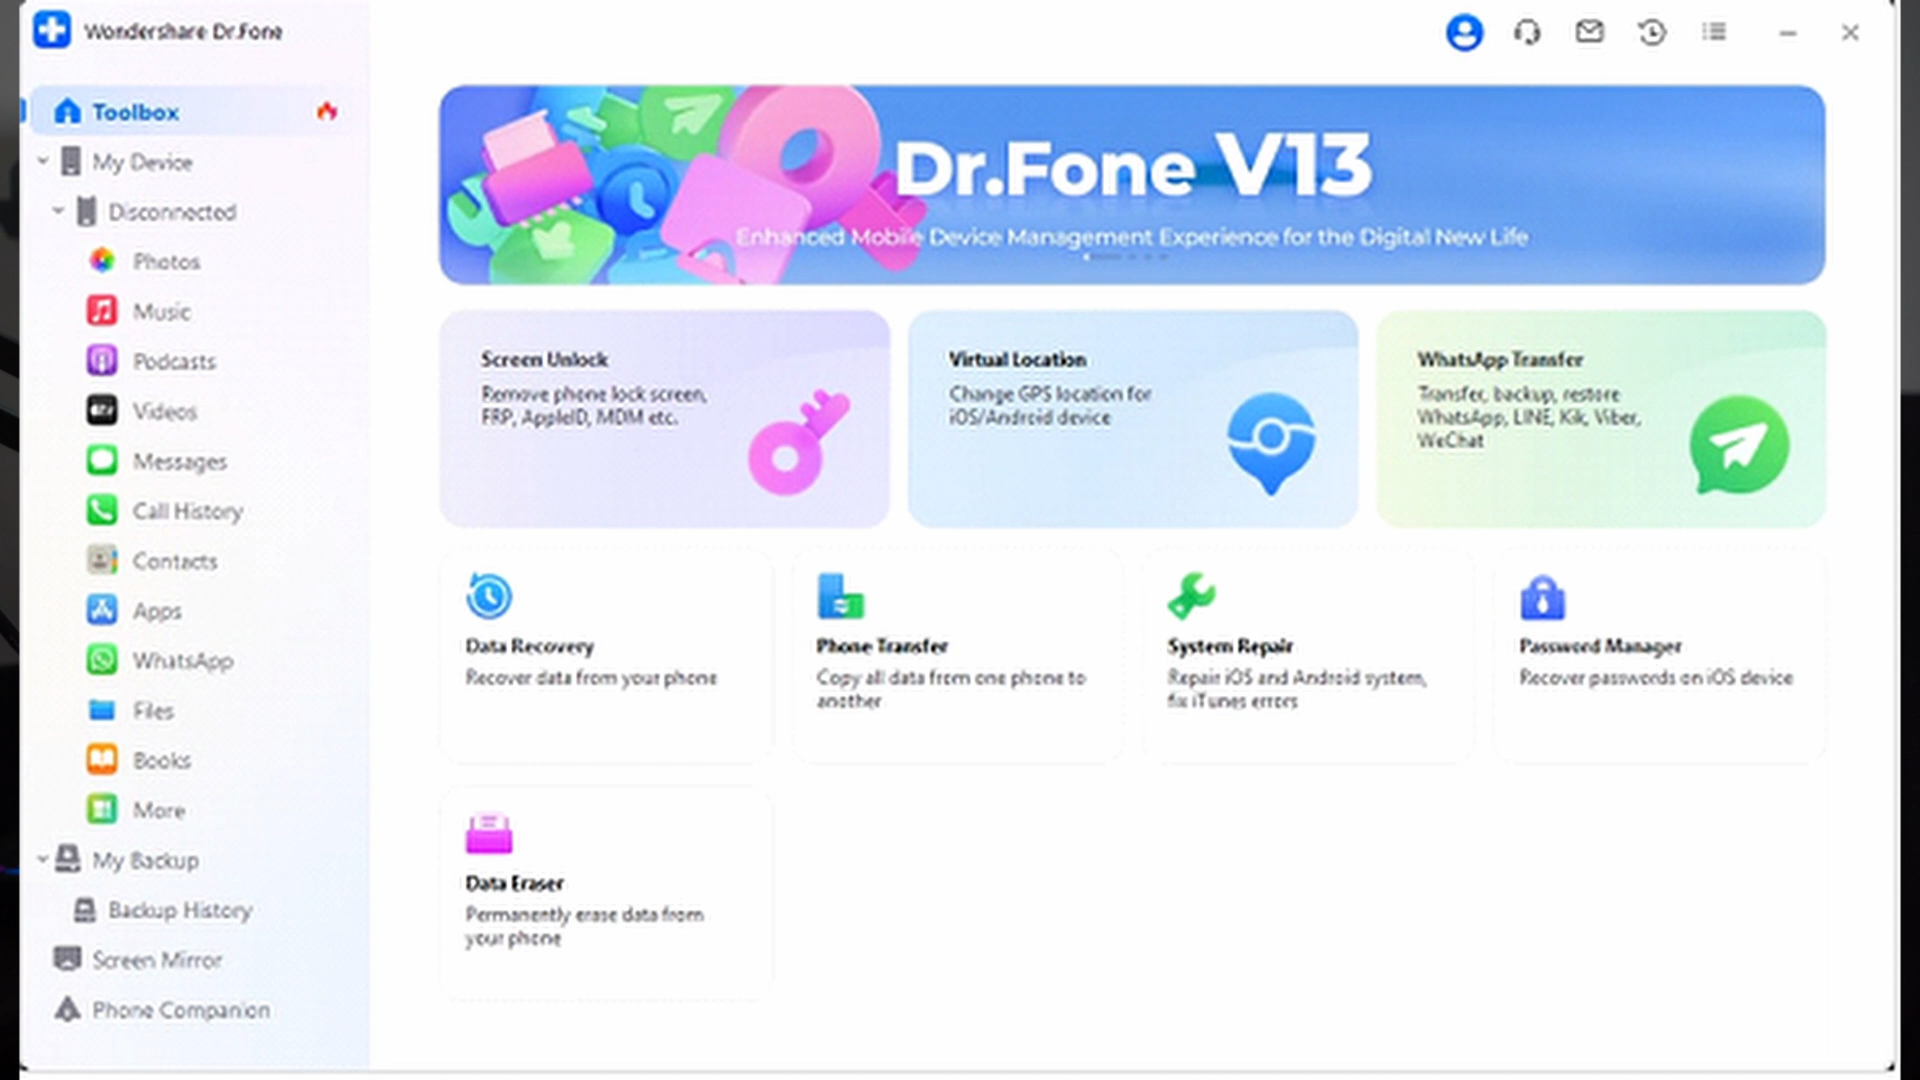 Wondershare Dr.Fone
Toolbox
My Device
Disconnected
Photos
Music
Podcasts
Videos
Messages
Call History
Contacts
Apps
WhatsApp
Files
Books
More
My Backup
Backup History
Screen Mirror
Phone Companion
Dr.Fone V13
Enhanced Mobile Device Management Experience for the Digital New Life
Screen Unlock
Remove phone lock screen,
FRP, AppleID, MDM etc.
Virtual Location
Change GPS location for
iOS/Android device
WhatsApp Transfer
Transfer, backup, restore
WhatsApp, LINE, Kik, Viber,
WeChat
Data Recovery
Recover data from your phone
Phone Transfer
Copy all data from one phone to
another
System Repair
Repair iOS and Android system,
fix iTunes errors
Password Manager
Recover passwords on iOS device
Data Eraser
Permanently erase data from
your phone